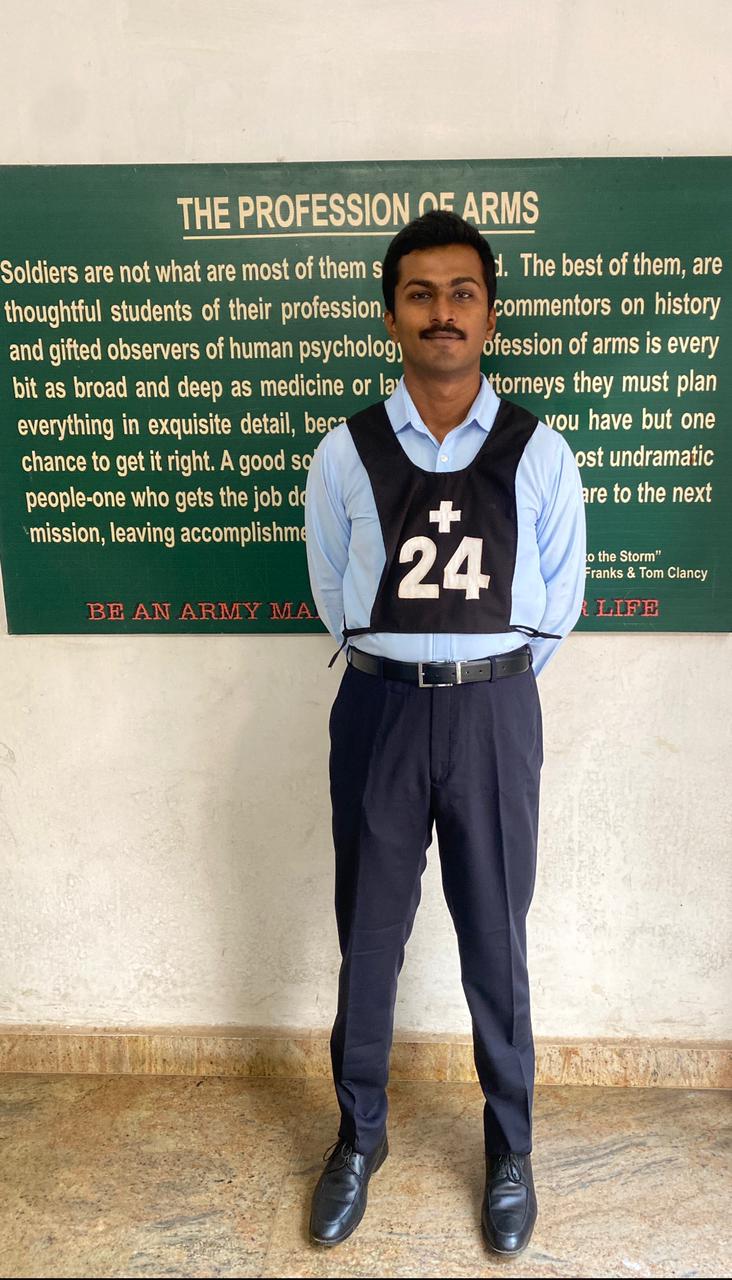 THE PROFESSION OF ARMS
Soldiers are not what are most of them s d. The best of them, are
thoughtful students of their profession, commentors on history
and gifted observers of human psychology ofession of arms is every
bit as broad and deep as medicine or la ttorneys they must plan
everything in exquisite detail, beca you have but one
chance to get it right. A good so ost undramatic
people-one who gets the job do are to the next
mission, leaving accomplishme
to the Storm"
Franks & Tom Clancy
BE AN ARMY MA R LIFE
+
24